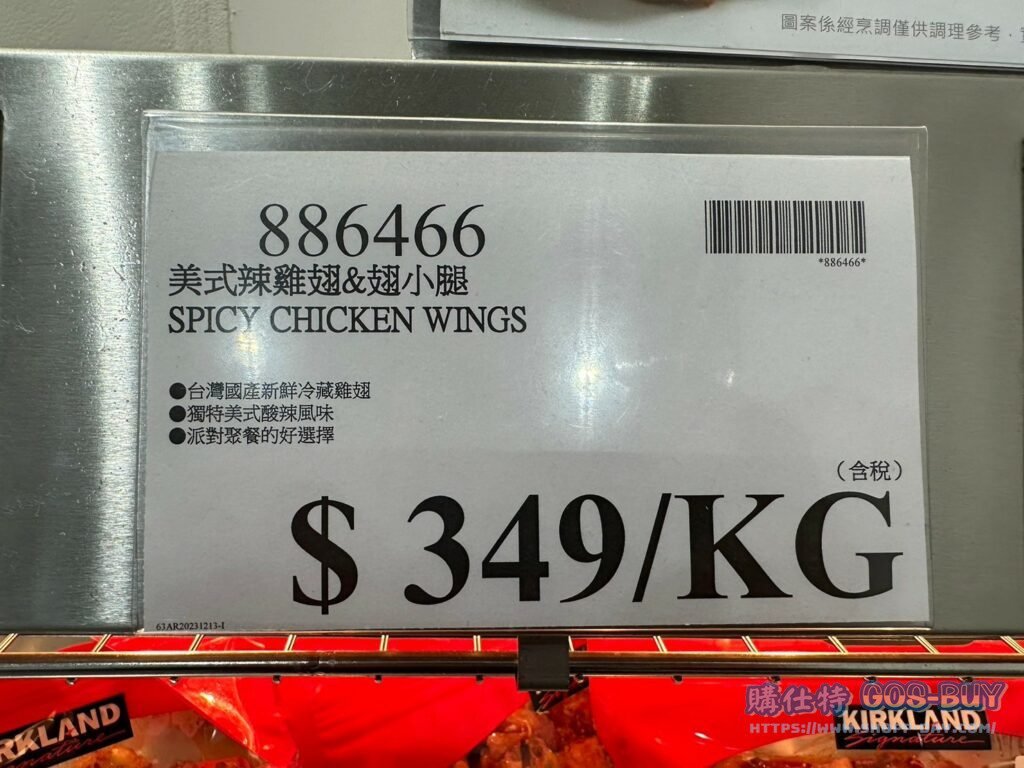 圖案係經烹調僅供調理參考，
886466
*886466*
美式辣雞翅&翅小腿
SPICY CHICKEN WINGS
●台灣國產新鮮冷藏雞翅
●獨特美式酸辣風味
●派對聚餐的好選擇
（含稅）
$ 349/KG
63AR20231213-I
KIRKLAND
Signature
購仕特 GOS-BUY
KIRKLAND
Signature